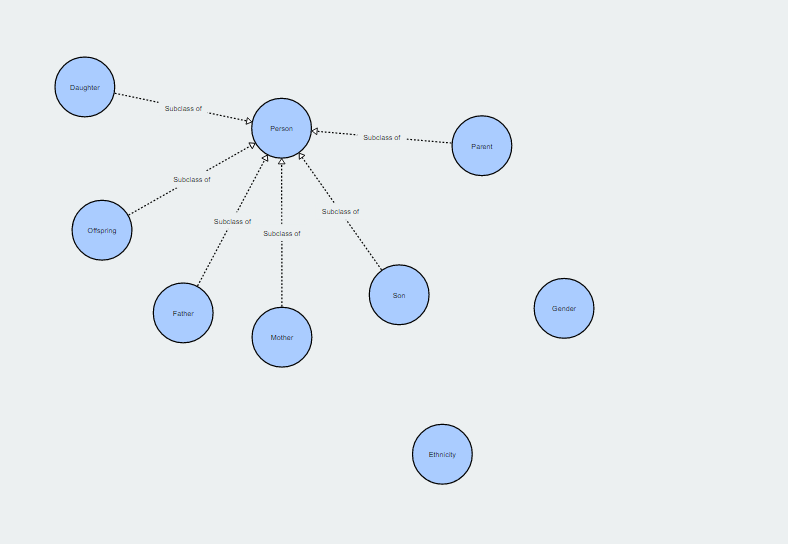 Daughter
Subclass of
Person
Subclass of
Parent
Subclass of
Subclass of
Subclass of
Subclass of
Offspring
Father
Mother
Son
Gender
Ethnicity